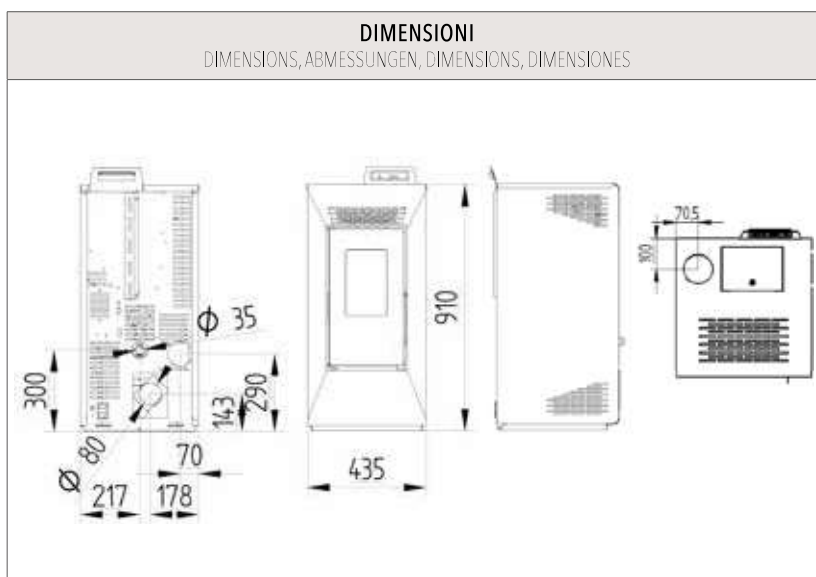 DIMENSIONI
DIMENSIONS, ABMESSUNGEN, DIMENSIONS, DIMENSIONES
70,5
100
Ø 35
910
300
290
143
Ø 80
70
435
217
178